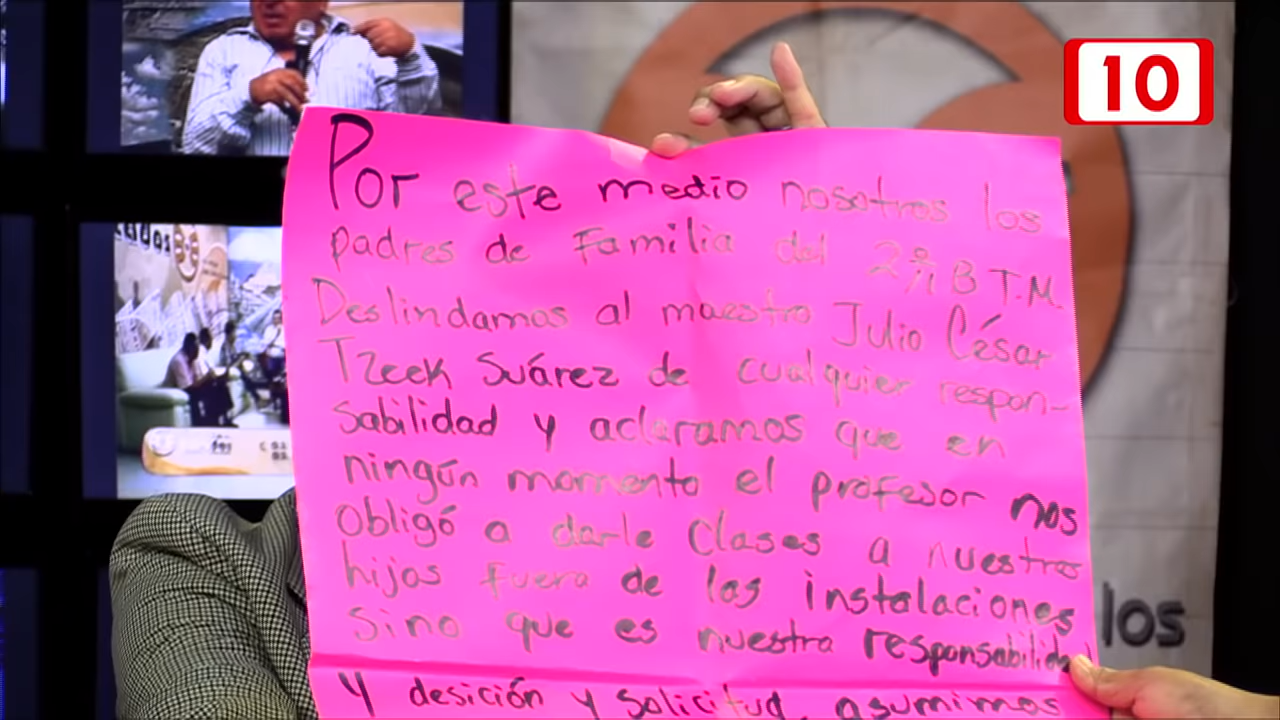 10
Por este medio nosotros los
padres de Familia del 2º B T.M.
Deslindamos al maestro Julio César
Tzeek Suárez de cualquier respon-
sabilidad y aclaramos que en
ningún momento el profesor nos
obligó a darle clases a nuestros
hijos fuera de las instalaciones
sino que es nuestra responsabilidad
y desición y solicitud, asumimos
los